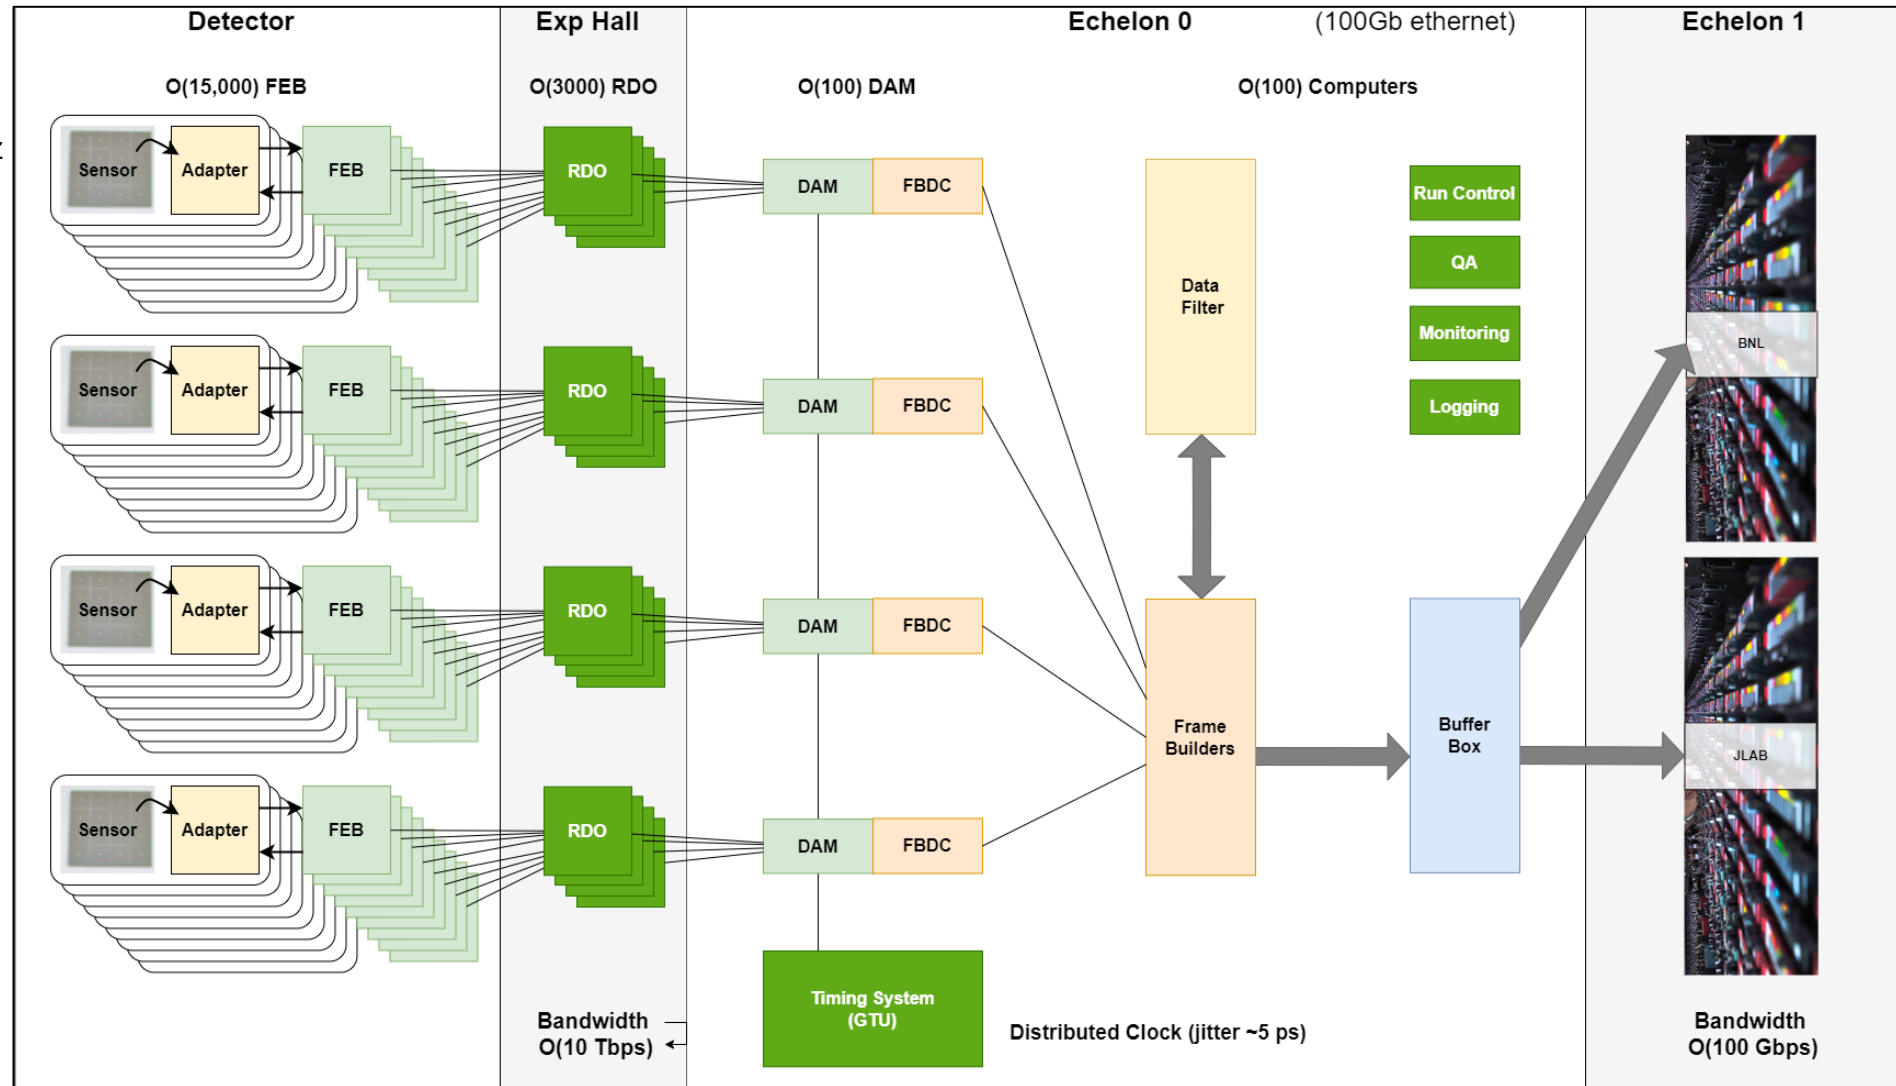 Detector
Exp Hall
Echelon 0
(100Gb ethernet)
Echelon 1
O(15,000) FEB
O(3000) RDO
O(100) DAM
O(100) Computers
Sensor
Adapter
FEB
RDO
DAM
FBDC
Sensor
Adapter
FEB
RDO
DAM
FBDC
Sensor
Adapter
FEB
RDO
DAM
FBDC
Sensor
Adapter
FEB
RDO
DAM
FBDC
Data
Filter
Run Control
QA
Monitoring
Logging
Frame
Builders
Buffer
Box
BNL
JLAB
Timing System
(GTU)
Bandwidth
O(10 Tbps)
Distributed Clock (jitter ~5 ps)
Bandwidth
O(100 Gbps)